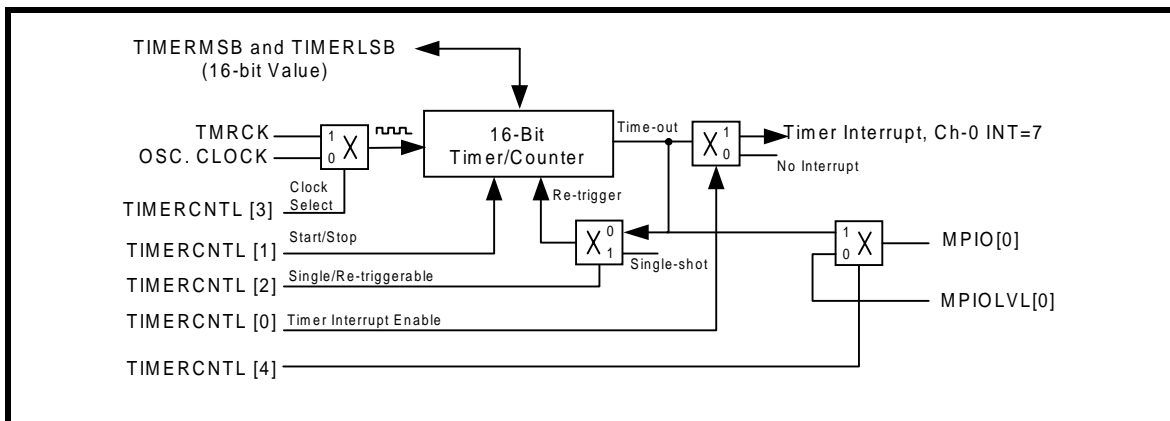 TIMERMSB and TIMERLSB
(16-bit Value)
TMRCK
OSC. CLOCK
1
0
X
Clock
Select
TIMERCNTL [3]
16-Bit
Timer/Counter
Time-out
X
1
0
Timer Interrupt, Ch-0 INT=7
No Interrupt
Re-trigger
X
0
1
Single-shot
1
0
X
MPIO[0]
MPIOLVL[0]
TIMERCNTL [1]
Start/Stop
TIMERCNTL [2]
Single/Re-triggerable
TIMERCNTL [0]
Timer Interrupt Enable
TIMERCNTL [4]